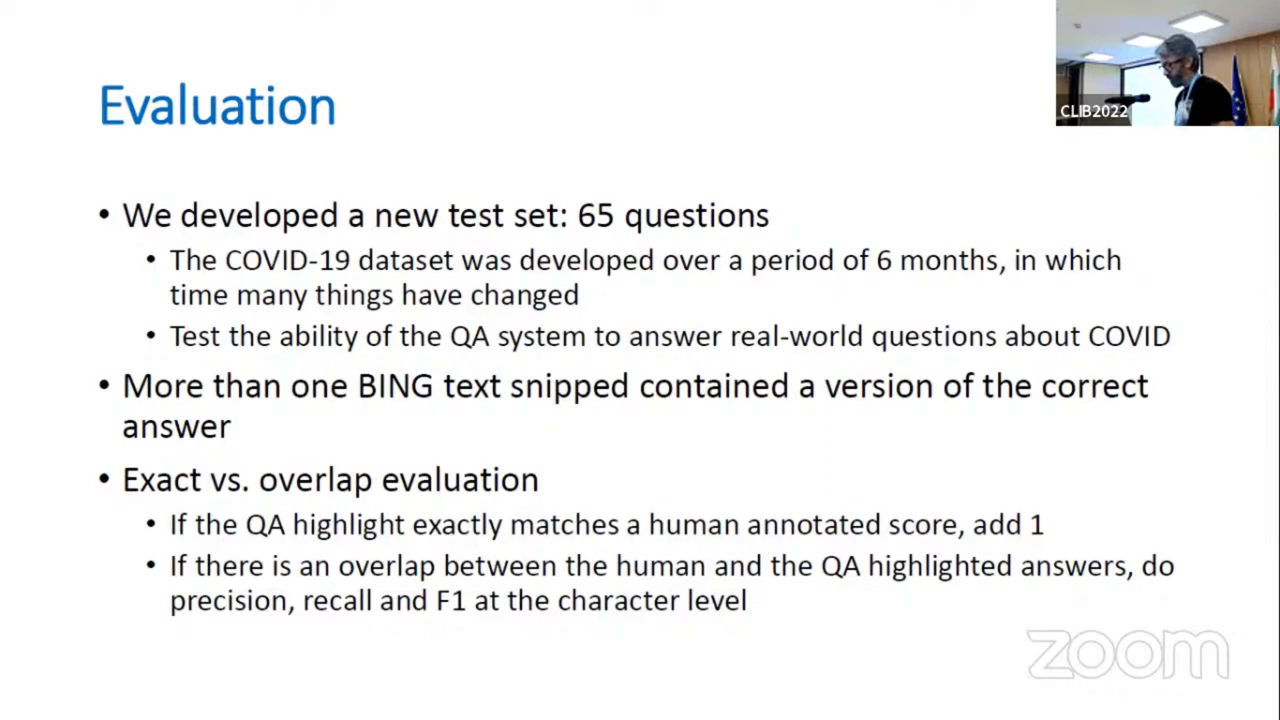 CLIB2022
Evaluation
• We developed a new test set: 65 questions
• The COVID-19 dataset was developed over a period of 6 months, in which
time many things have changed
• Test the ability of the QA system to answer real-world questions about COVID
• More than one BING text snipped contained a version of the correct
answer
• Exact vs. overlap evaluation
• If the QA highlight exactly matches a human annotated score, add 1
• If there is an overlap between the human and the QA highlighted answers, do
precision, recall and F1 at the character level
zoom